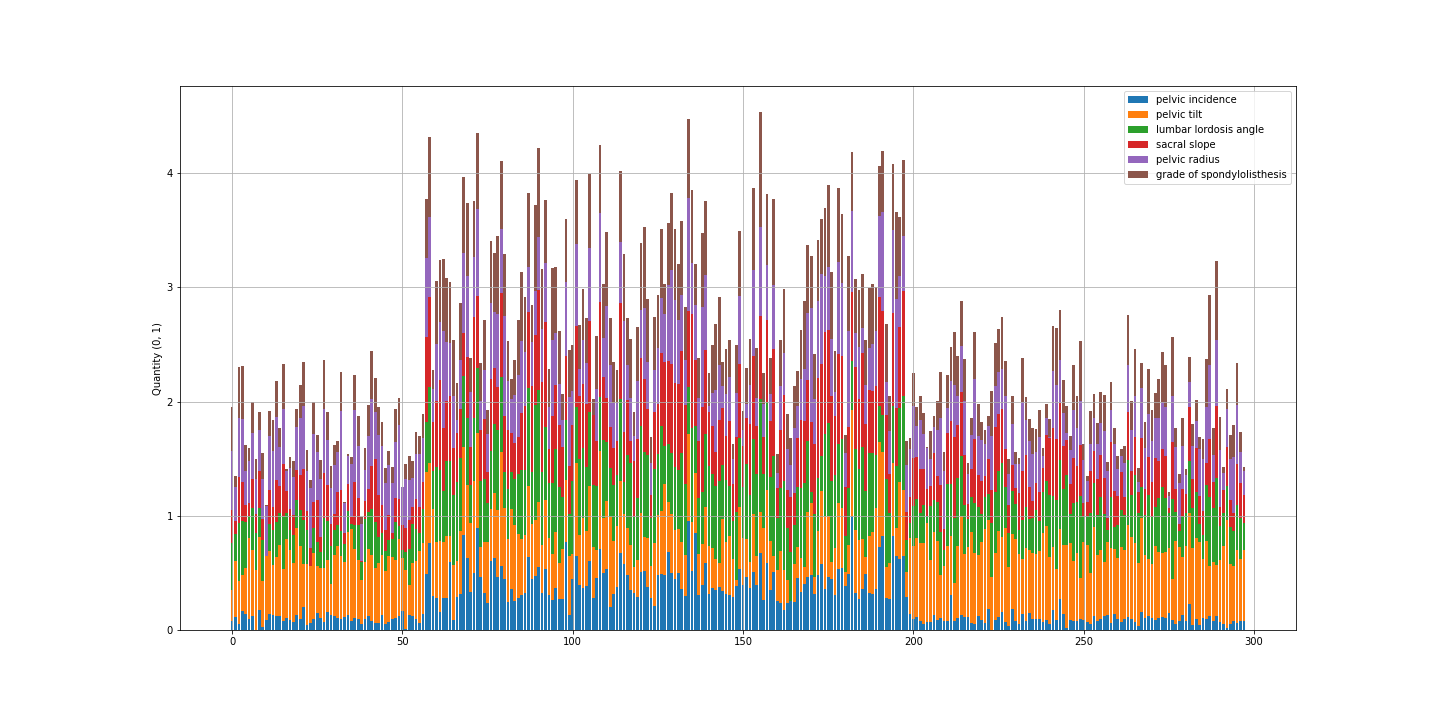 pelvic incidence
pelvic tilt
lumbar lordosis angle
sacral slope
pelvic radius
grade of spondylolisthesis
Quantity (0, 1)
4
3
2
1
0
0 50 100 150 200 250 300